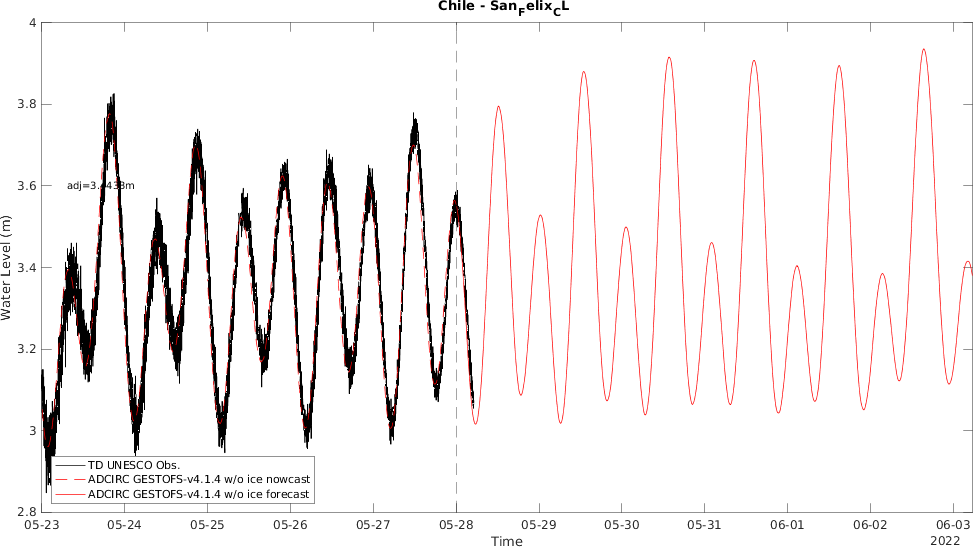 Chile - SanFelixCL
4
3.8
3.6
3.4
3.2
3
2.8
Water Level (m)
TD UNESCO Obs.
ADCIRC GESTOFS-v4.1.4 w/o ice nowcast
ADCIRC GESTOFS-v4.1.4 w/o ice forecast
05-23 05-24 05-25 05-26 05-27 05-28 05-29 05-30 05-31 06-01 06-02 06-03
Time
2022